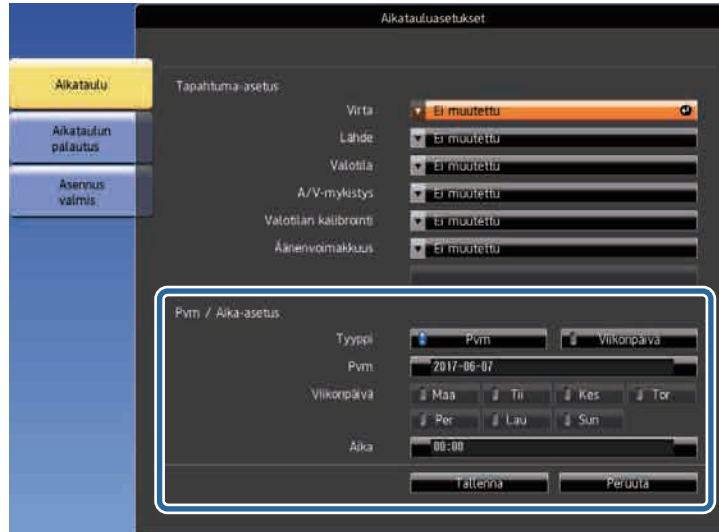 Aikatauluasetukset
Aikataulu
Aikataulun
palautus
Asennus
valmis
Tapahtuma-asetus
Virta Ei muutettu
Lähde Ei muutettu
Valotila Ei muutettu
A/V-mykistys Ei muutettu
Valotilan kalibrointi Ei muutettu
Äänenvoimakkuus Ei muutettu
Pvm / Aika-asetus
Tyyppi Pvm Viikonpäivä
Pvm 2017-06-07
Viikonpäivä Maa Tii Kes Tor
Per Lau Sun
Aika 00:00
Tallenna Peruuta